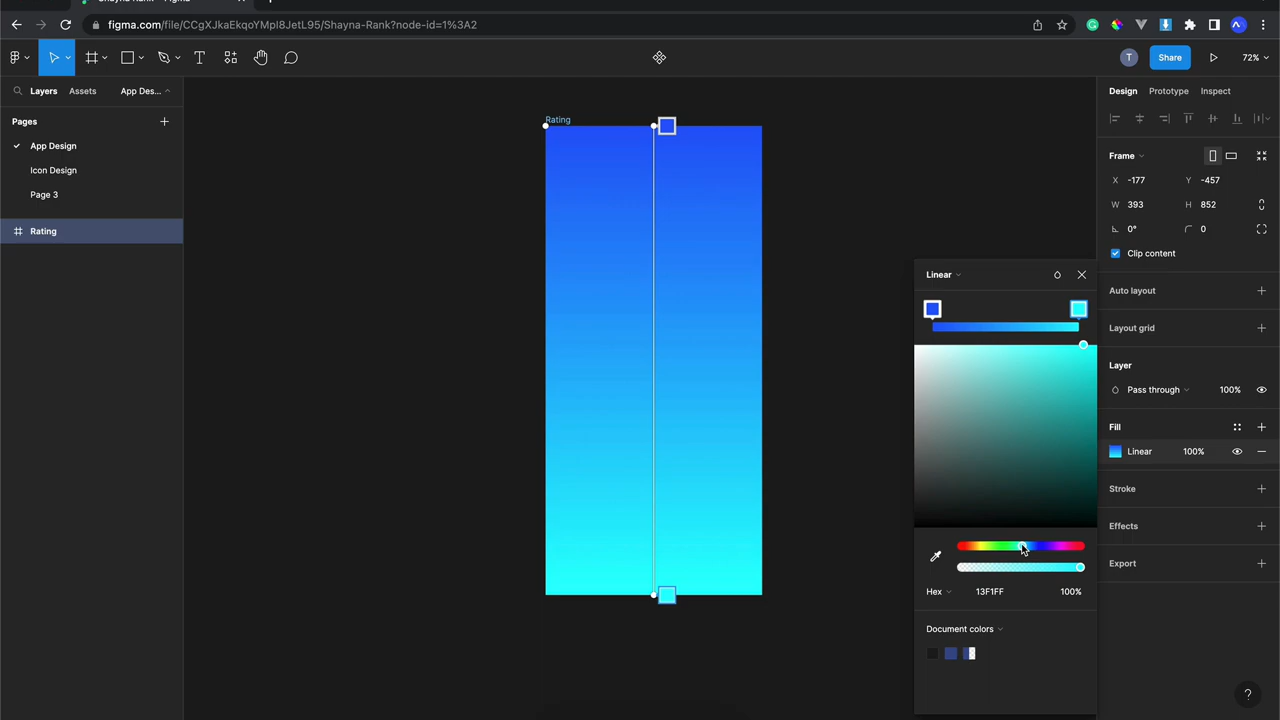 figma.com/file/CCgXJkaEkqoYMpI8JetL95/Shayna-Rank?node-id=1%3A2
T
Share
72%
Layers
Assets
App Des...
Pages
App Design
Icon Design
Page 3
Rating
Rating
Design
Prototype
Inspect
Frame
X -177 Y -457
W 393 H 852
0° 0
Clip content
Auto layout
Layout grid
Layer
Pass through 100%
Fill
Linear 100%
Stroke
Effects
Export
Linear
Hex 13F1FF 100%
Document colors
?